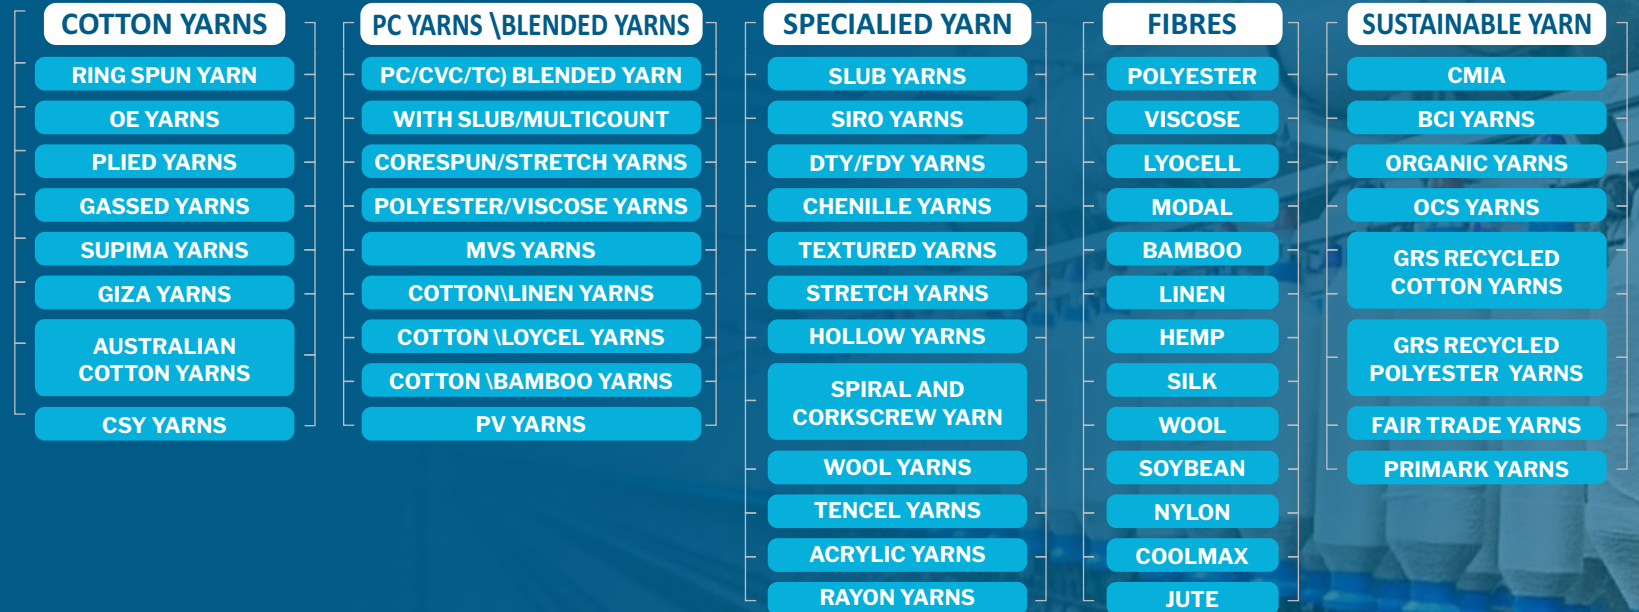 COTTON YARNS
RING SPUN YARN
OE YARNS
PLIED YARNS
GASSED YARNS
SUPIMA YARNS
GIZA YARNS
AUSTRALIAN
COTTON YARNS
CSY YARNS
PC YARNS \BLENDED YARNS
PC/CVC/TC) BLENDED YARN
WITH SLUB/MULTICOUNT
CORESPUN/STRETCH YARNS
POLYESTER/VISCOSE YARNS
MVS YARNS
COTTON\LINEN YARNS
COTTON \LOYCEL YARNS
COTTON \BAMBOO YARNS
PV YARNS
SPECIALIED YARN
SLUB YARNS
SIRO YARNS
DTY/FDY YARNS
CHENILLE YARNS
TEXTURED YARNS
STRETCH YARNS
HOLLOW YARNS
SPIRAL AND
CORKSCREW YARN
WOOL YARNS
TENCEL YARNS
ACRYLIC YARNS
RAYON YARNS
FIBRES
POLYESTER
VISCOSE
LYOCELL
MODAL
BAMBOO
LINEN
HEMP
SILK
WOOL
SOYBEAN
NYLON
COOLMAX
JUTE
SUSTAINABLE YARN
CMIA
BCI YARNS
ORGANIC YARNS
OCS YARNS
GRS RECYCLED
COTTON YARNS
GRS RECYCLED
POLYESTER YARNS
FAIR TRADE YARNS
PRIMARK YARNS